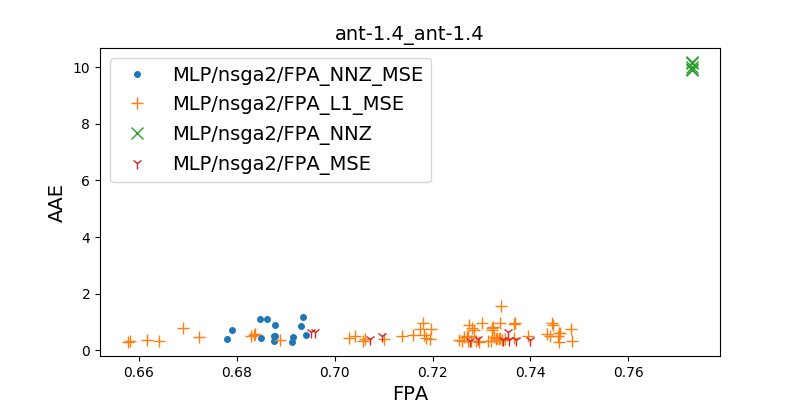 ant-1.4_ant-1.4
MLP/nsga2/FPA_NNZ_MSE
MLP/nsga2/FPA_L1_MSE
MLP/nsga2/FPA_NNZ
MLP/nsga2/FPA_MSE
AAE
10
8
6
4
2
0
0.66 0.68 0.70 0.72 0.74 0.76
FPA